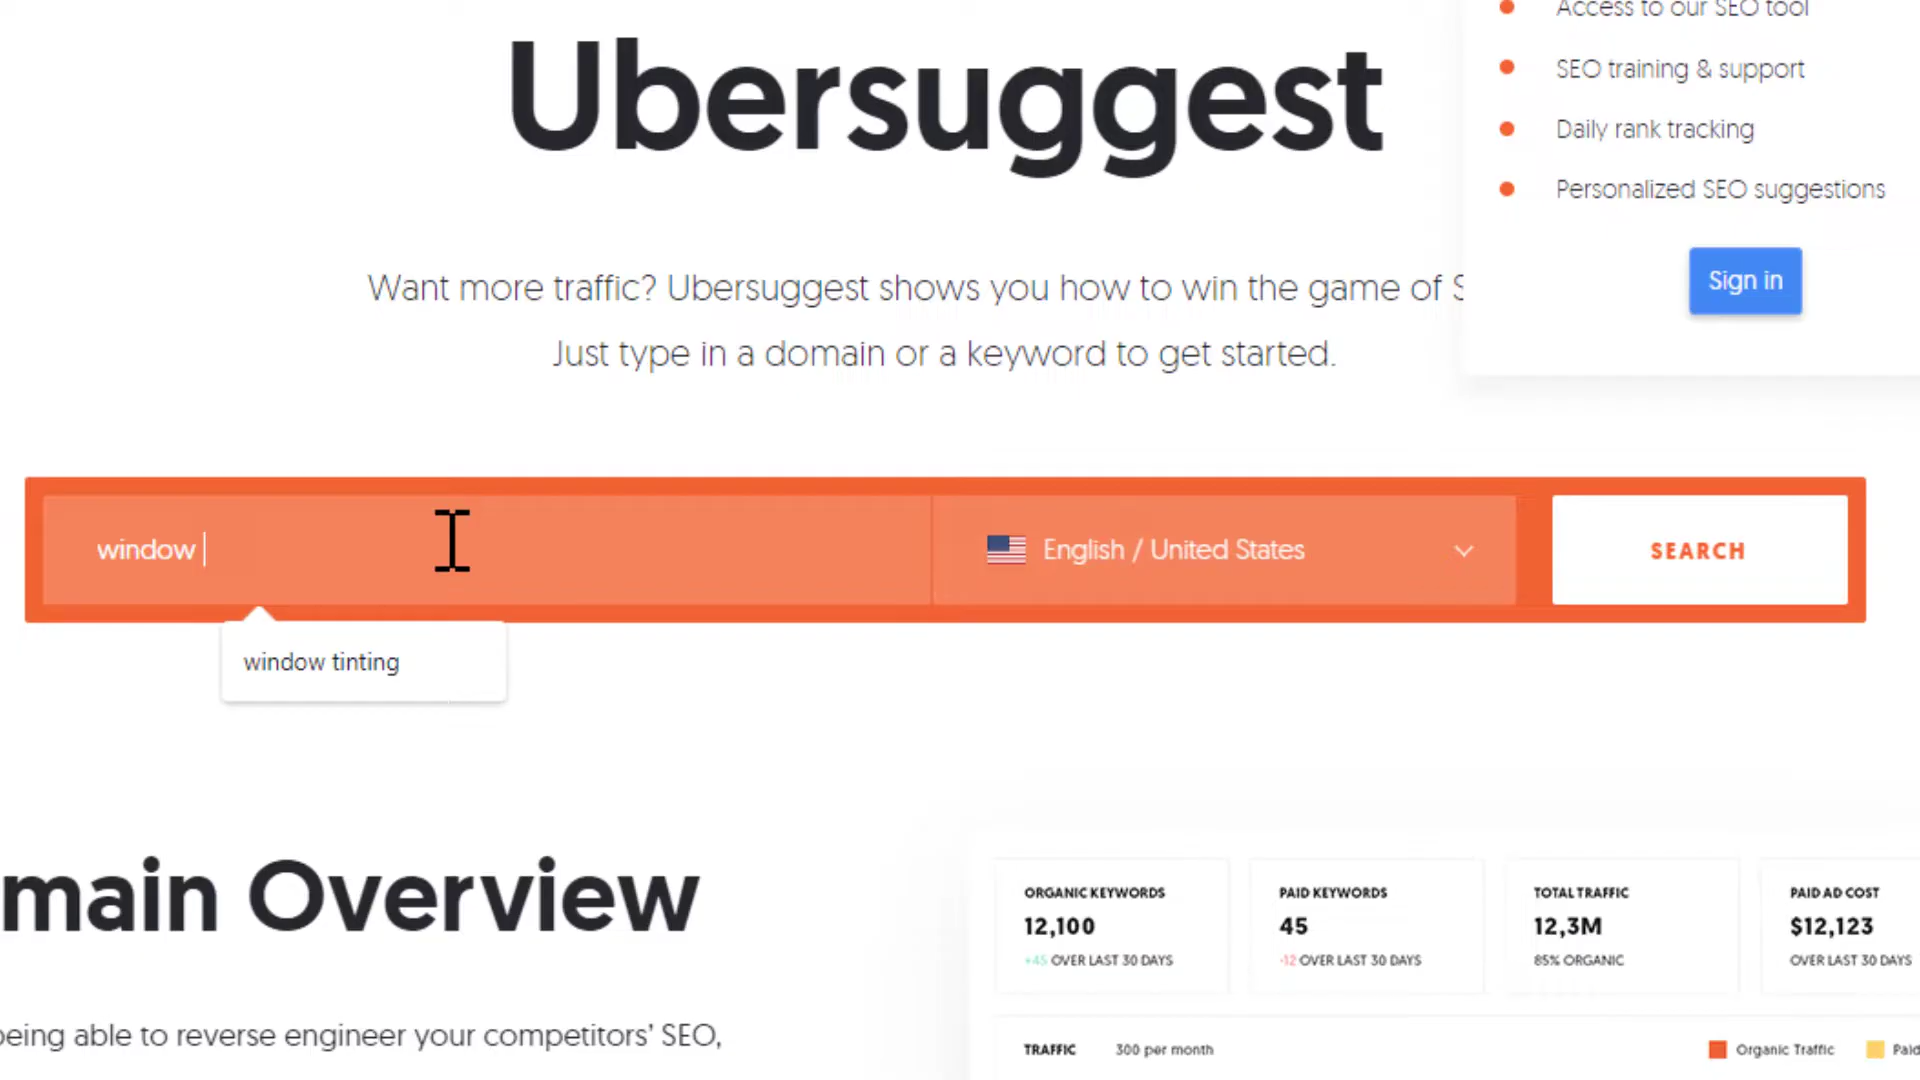 Ubersuggest
Access to our SEO tool
SEO training & support
Daily rank tracking
Personalized SEO suggestions
Sign in
Want more traffic? Ubersuggest shows you how to win the game of
Just type in a domain or a keyword to get started.
window
English / United States
SEARCH
window tinting
main Overview
being able to reverse engineer your competitors' SEO,
ORGANIC KEYWORDS
12,100
+45 OVER LAST 30 DAYS
PAID KEYWORDS
45
-12 OVER LAST 30 DAYS
TOTAL TRAFFIC
12,3M
85% ORGANIC
PAID AD COST
$12,123
OVER LAST 30 DAYS
TRAFFIC
300 per month
Organic Traffic
Paid